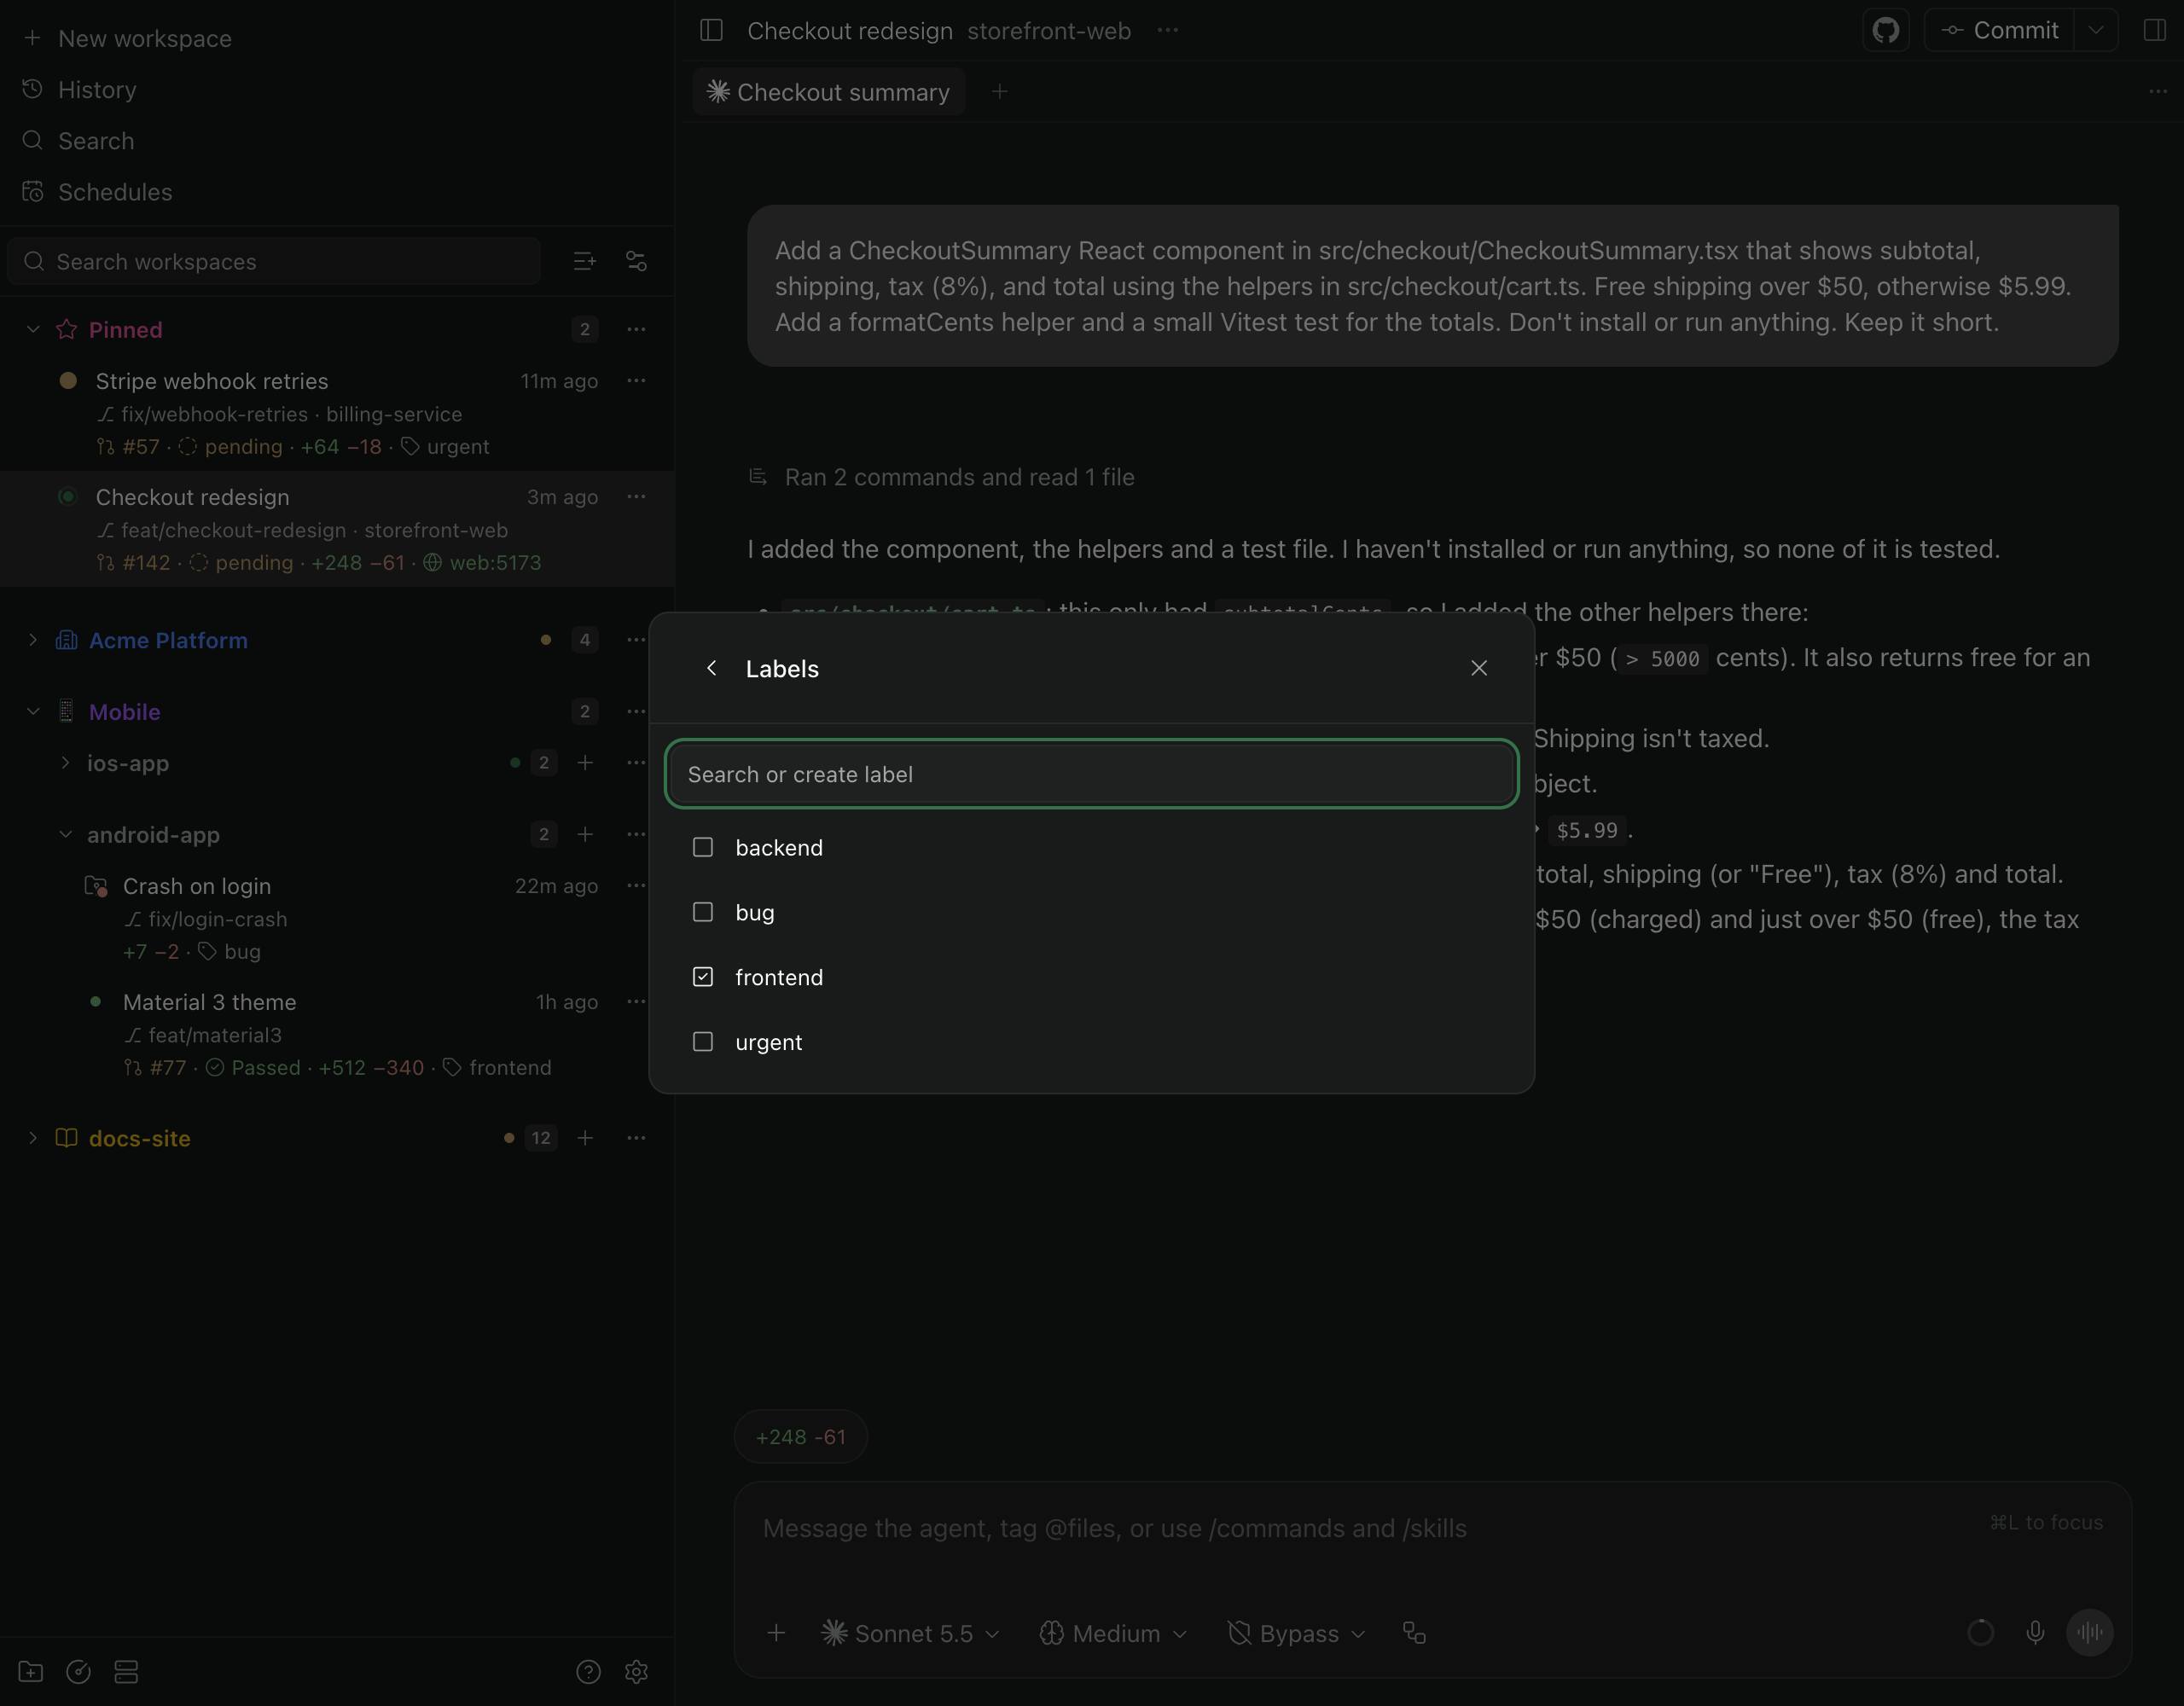 New workspace
History
Search
Schedules
Search workspaces
Pinned 2
Stripe webhook retries 11m ago
fix/webhook-retries · billing-service
#57 · pending · +64 −18 · urgent
Checkout redesign 3m ago
feat/checkout-redesign · storefront-web
#142 · pending · +248 −61 · web:5173
Acme Platform 4
Mobile 2
ios-app 2
android-app 2
Crash on login 22m ago
fix/login-crash
+7 −2 · bug
Material 3 theme 1h ago
feat/material3
#77 · Passed · +512 −340 · frontend
docs-site 12
Checkout redesign storefront-web
Commit
Checkout summary
Add a CheckoutSummary React component in src/checkout/CheckoutSummary.tsx that shows subtotal,
shipping, tax (8%), and total using the helpers in src/checkout/cart.ts. Free shipping over $50, otherwise $5.99.
Add a formatCents helper and a small Vitest test for the totals. Don't install or run anything. Keep it short.
Ran 2 commands and read 1 file
I added the component, the helpers and a test file. I haven't installed or run anything, so none of it is tested.
src/checkout/cart.ts: this only had subtotalCents, so I added the other helpers there:
$50 (> 5000 cents). It also returns free for an
Shipping isn't taxed.
$5.99.
shipping (or "Free"), tax (8%) and total.
$50 (charged) and just over $50 (free), the tax
Labels
Search or create label
backend
bug
frontend
urgent
+248 -61
Message the agent, tag @files, or use /commands and /skills
⌘L to focus
Sonnet 5.5 Medium Bypass